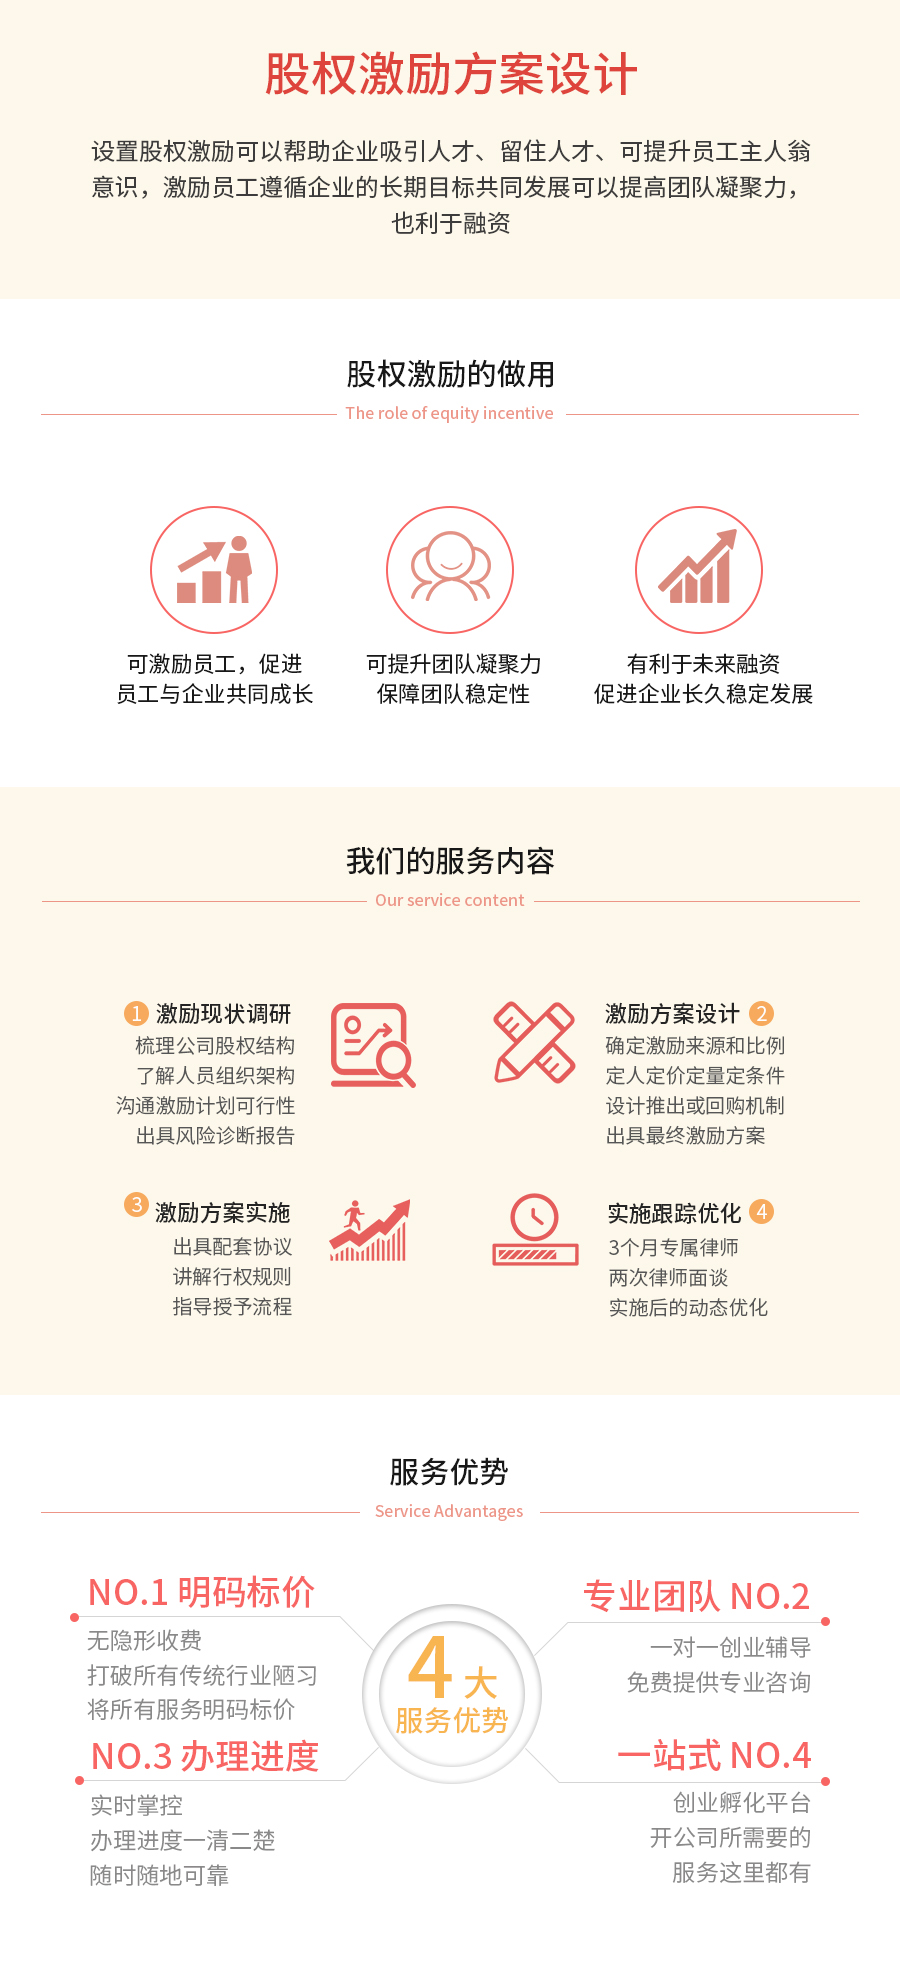 股权激励方案设计
设置股权激励可以帮助企业吸引人才、留住人才、可提升员工主人翁
意识，激励员工遵循企业的长期目标共同发展可以提高团队凝聚力，
也利于融资
股权激励的做用
The role of equity incentive
可激励员工，促进
员工与企业共同成长
可提升团队凝聚力
保障团队稳定性
有利于未来融资
促进企业长久稳定发展
我们的服务内容
Our service content
1 激励现状调研
梳理公司股权结构
了解人员组织架构
沟通激励计划可行性
出具风险诊断报告
激励方案设计 2
确定激励来源和比例
定人定价定量定条件
设计推出或回购机制
出具最终激励方案
3 激励方案实施
出具配套协议
讲解行权规则
指导授予流程
实施跟踪优化 4
3个月专属律师
两次律师面谈
实施后的动态优化
服务优势
Service Advantages
NO.1 明码标价
无隐形收费
打破所有传统行业陋习
将所有服务明码标价
专业团队 NO.2
一对一创业辅导
免费提供专业咨询
4 大
服务优势
NO.3 办理进度
实时掌控
办理进度一清二楚
随时随地可靠
一站式 NO.4
创业孵化平台
开公司所需要的
服务这里都有